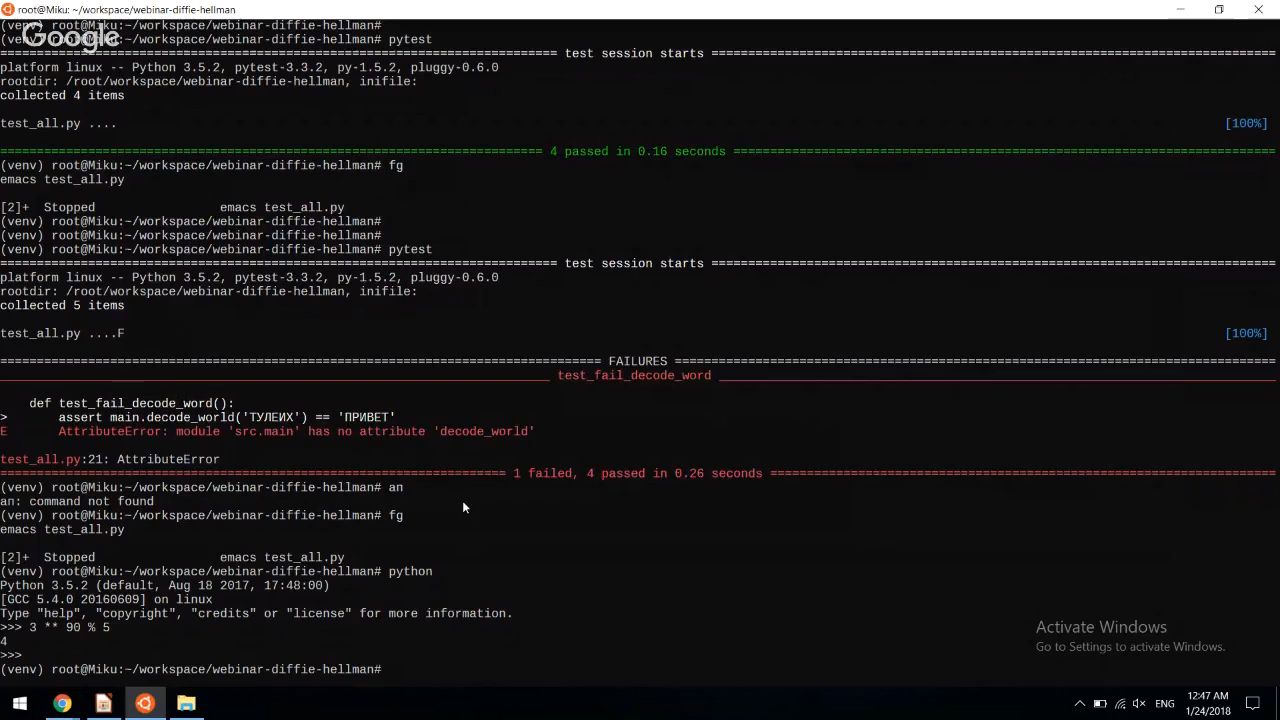 root@Miku: ~/workspace/webinar-diffie-hellman
(venv) root@Miku:~/workspace/webinar-diffie-hellman#
Google
(venv) root@Miku:~/workspace/webinar-diffie-hellman# pytest
============================ test session starts ============================
platform linux -- Python 3.5.2, pytest-3.3.2, py-1.5.2, pluggy-0.6.0
rootdir: /root/workspace/webinar-diffie-hellman, inifile:
collected 4 items
test_all.py .... [100%]
============================ 4 passed in 0.16 seconds ============================
(venv) root@Miku:~/workspace/webinar-diffie-hellman# fg
emacs test_all.py
[2]+  Stopped                 emacs test_all.py
(venv) root@Miku:~/workspace/webinar-diffie-hellman#
(venv) root@Miku:~/workspace/webinar-diffie-hellman#
(venv) root@Miku:~/workspace/webinar-diffie-hellman# pytest
============================ test session starts ============================
platform linux -- Python 3.5.2, pytest-3.3.2, py-1.5.2, pluggy-0.6.0
rootdir: /root/workspace/webinar-diffie-hellman, inifile:
collected 5 items
test_all.py ....F [100%]
============================ FAILURES ============================
____________________________ test_fail_decode_word ____________________________
    def test_fail_decode_word():
>       assert main.decode_world('ТУЛЕИХ') == 'ПРИВЕТ'
E       AttributeError: module 'src.main' has no attribute 'decode_world'
test_all.py:21: AttributeError
============================ 1 failed, 4 passed in 0.26 seconds ============================
(venv) root@Miku:~/workspace/webinar-diffie-hellman# an
an: command not found
(venv) root@Miku:~/workspace/webinar-diffie-hellman# fg
emacs test_all.py
[2]+  Stopped                 emacs test_all.py
(venv) root@Miku:~/workspace/webinar-diffie-hellman# python
Python 3.5.2 (default, Aug 18 2017, 17:48:00)
[GCC 5.4.0 20160609] on linux
Type "help", "copyright", "credits" or "license" for more information.
>>> 3 ** 90 % 5
4
>>>
(venv) root@Miku:~/workspace/webinar-diffie-hellman#
Activate Windows
Go to Settings to activate Windows.
ENG
12:47 AM
1/24/2018